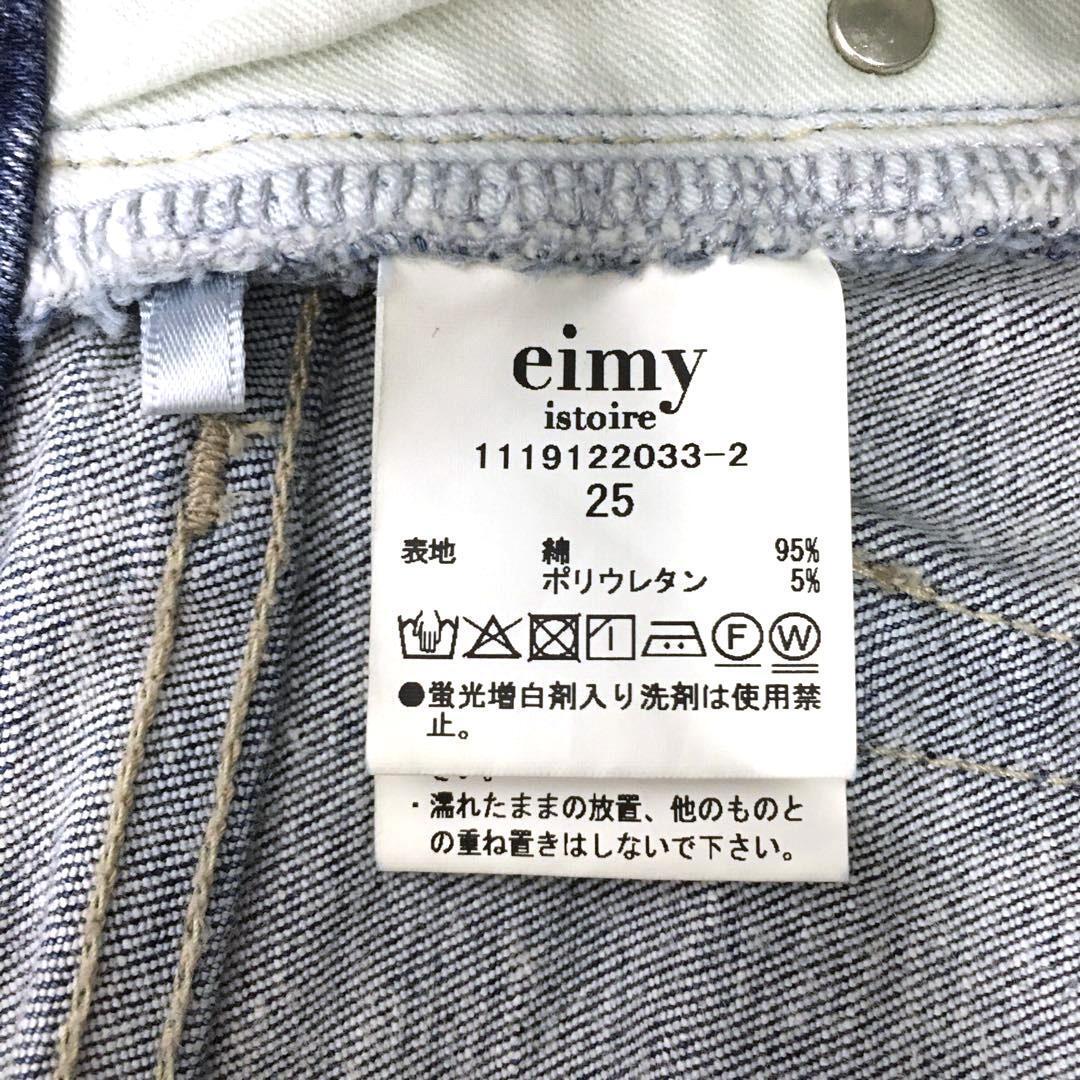 eimy
istoire
1119122033-2
25
表地 綿 95%
ポリウレタン 5%
F W
●蛍光増白剤入り洗剤は使用禁
止。
・濡れたままの放置、他のものと
の重ね置きはしないで下さい。